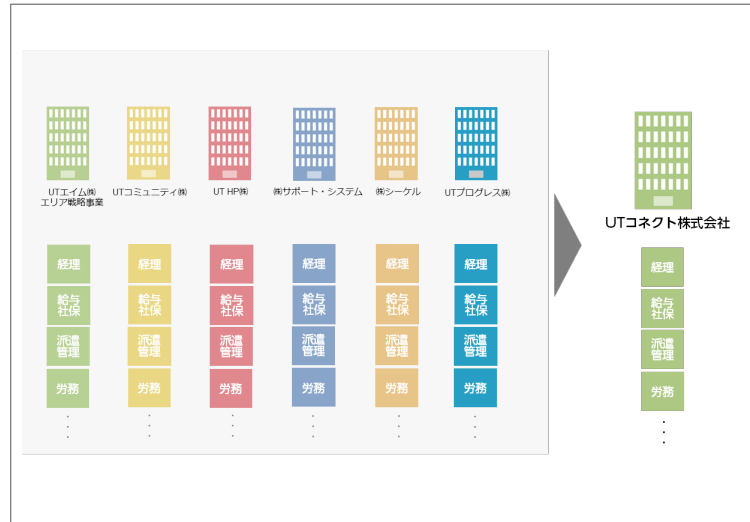 UTエイム㈱
エリア戦略事業
UTコミュニティ㈱
UT HP㈱
㈱サポート・システム
㈱シーケル
UTプログレス㈱
UTコネクト株式会社
経理
給与
社保
派遣
管理
労務
経理
給与
社保
派遣
管理
労務
経理
給与
社保
派遣
管理
労務
経理
給与
社保
派遣
管理
労務
経理
給与
社保
派遣
管理
労務
経理
給与
社保
派遣
管理
労務
経理
給与
社保
派遣
管理
労務